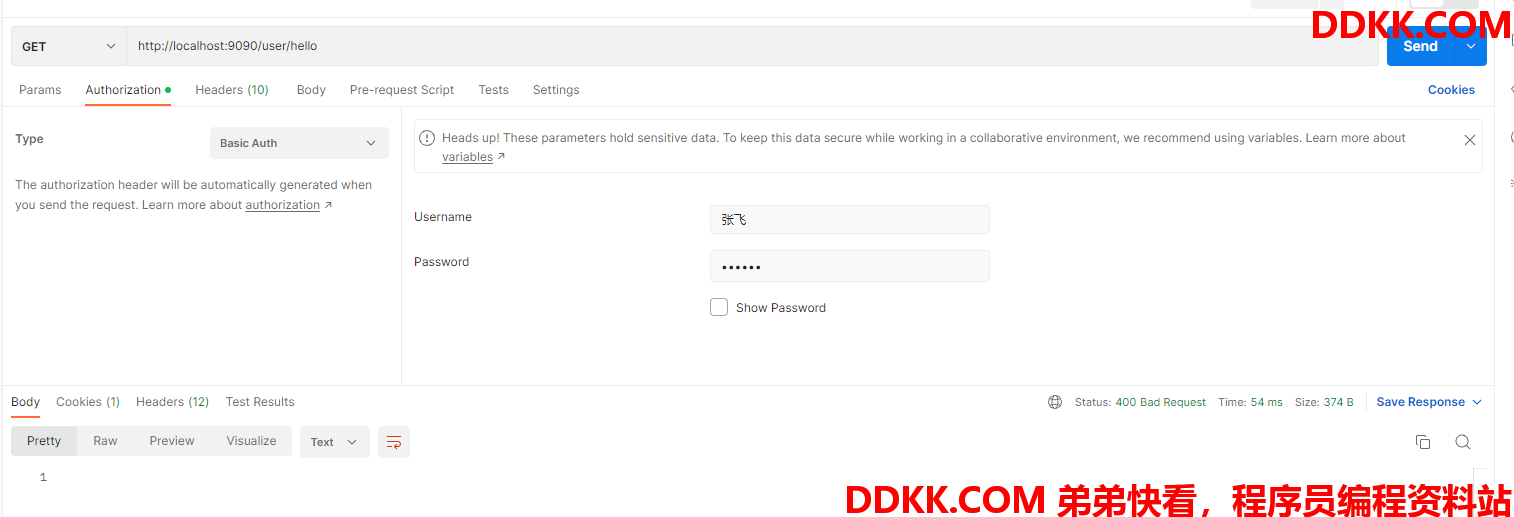 DDKK.COM
GET
http://localhost:9090/user/hello
Send
Params Authorization Headers (10) Body Pre-request Script Tests Settings Cookies
Type
Basic Auth
Heads up! These parameters hold sensitive data. To keep this data secure while working in a collaborative environment, we recommend using variables. Learn more about
variables ↗
The authorization header will be automatically generated when
you send the request. Learn more about authorization ↗
Username
张飞
Password
••••••
Show Password
Body Cookies (1) Headers (12) Test Results
Status: 400 Bad Request Time: 54 ms Size: 374 B Save Response
Pretty Raw Preview Visualize Text
1
DDKK.COM 弟弟快看，程序员编程资料站